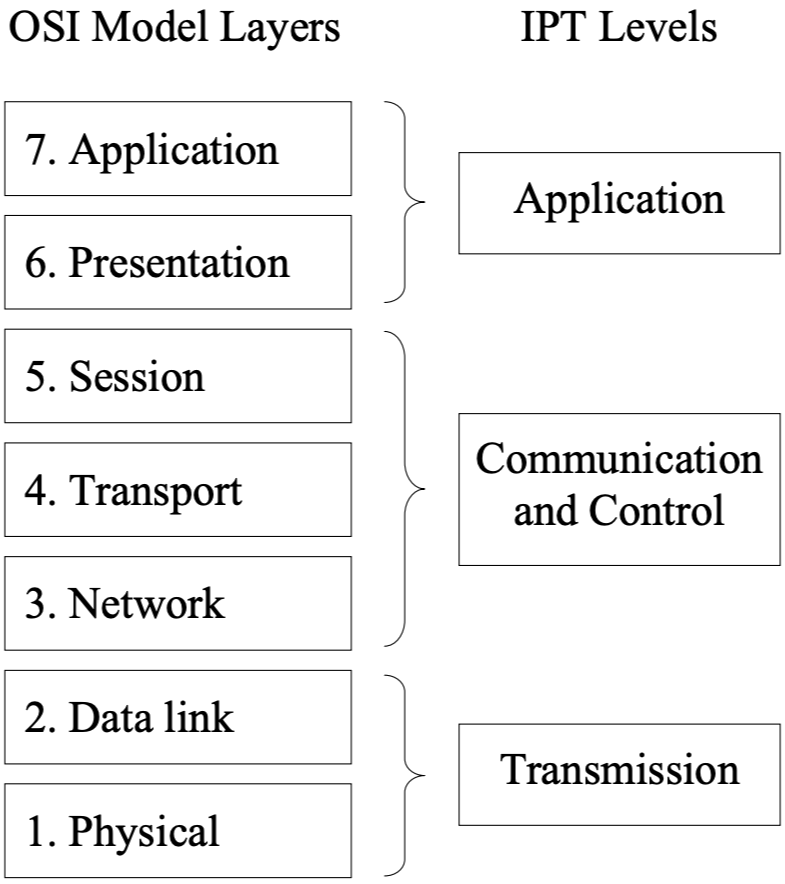 OSI Model Layers
IPT Levels
7. Application
6. Presentation
Application
5. Session
4. Transport
3. Network
Communication
and Control
2. Data link
1. Physical
Transmission